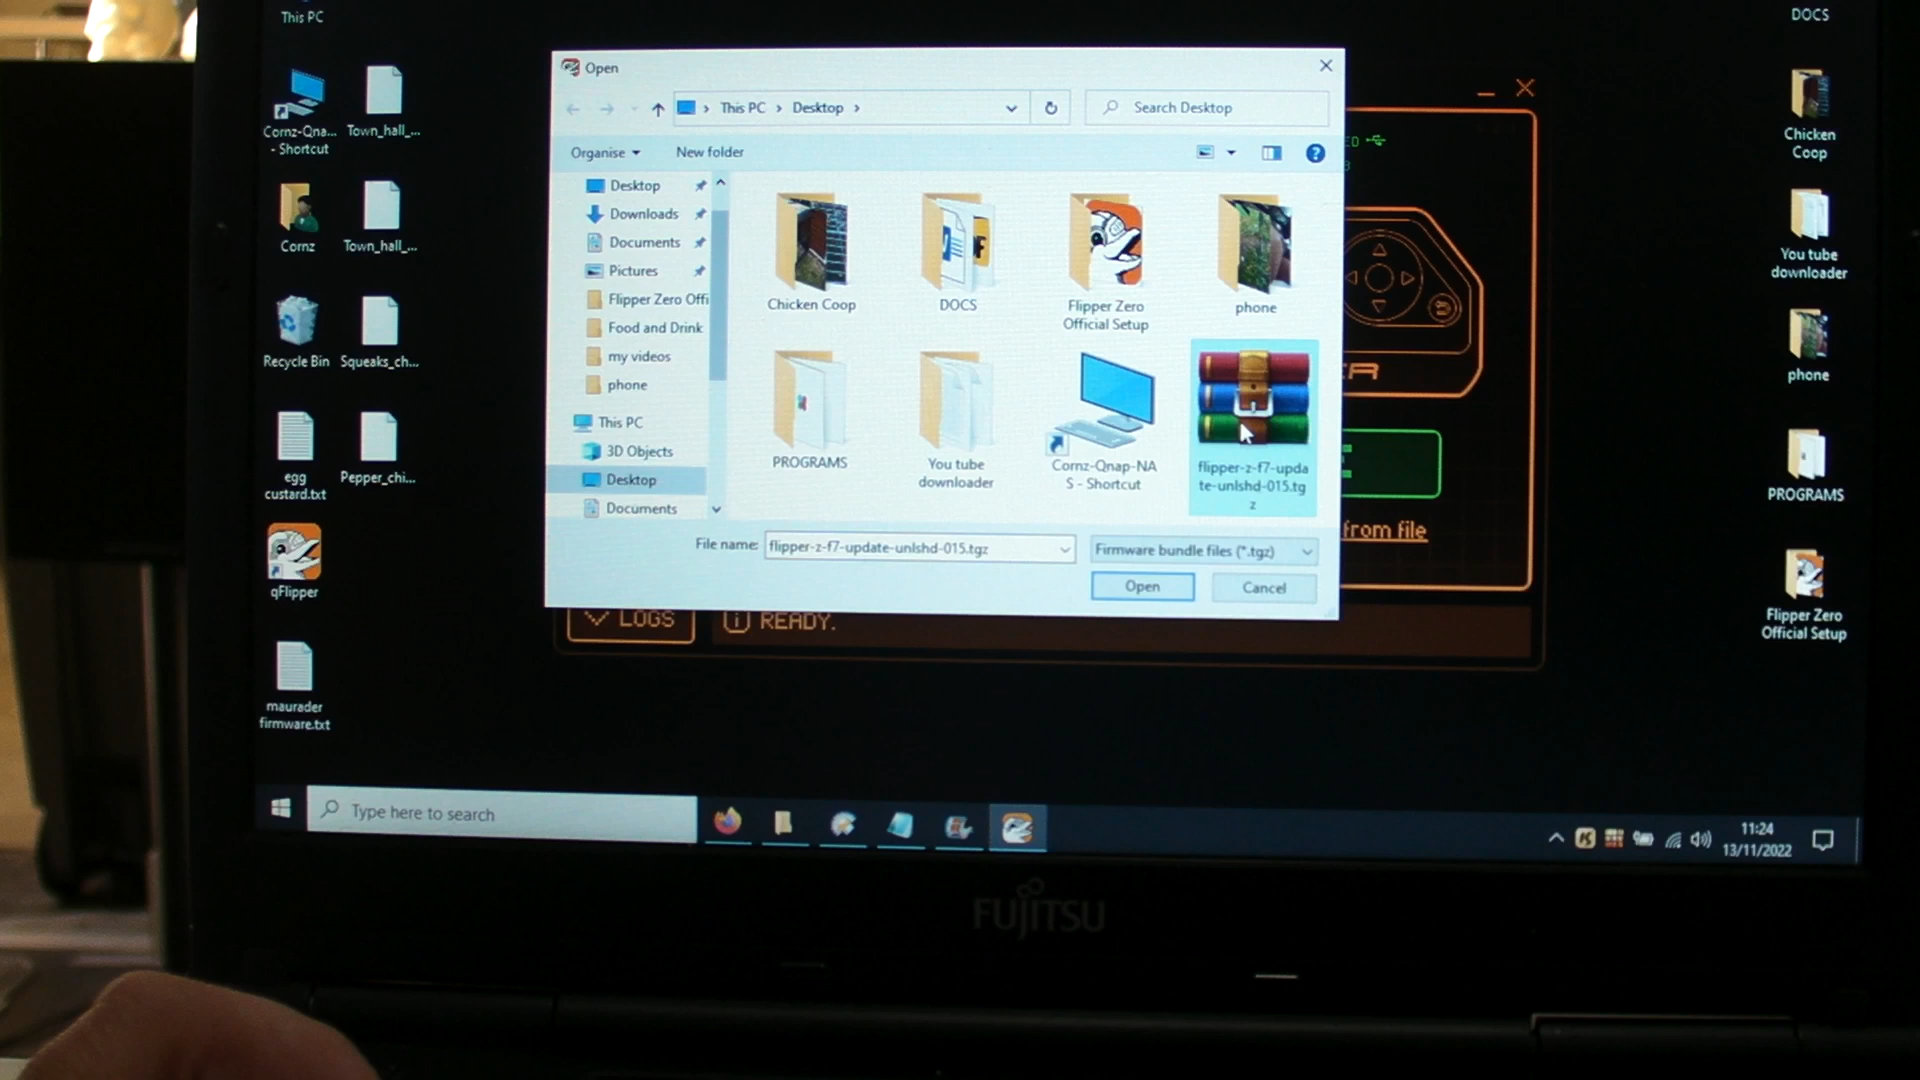 This PC
Cornz-Qna...
- Shortcut
Town_hall_...
Cornz
Town_hall_...
Recycle Bin
Squeaks_ch...
egg
custard.txt
Pepper_chi...
qFlipper
maurader
firmware.txt
Open
This PC
Desktop
Search Desktop
Organise
New folder
Desktop
Downloads
Documents
Pictures
Flipper Zero Offi
Food and Drink
my videos
phone
This PC
3D Objects
Desktop
Documents
Chicken Coop
DOCS
Flipper Zero
Official Setup
phone
PROGRAMS
You tube
downloader
Cornz-Qnap-NA
S - Shortcut
flipper-z-f7-upda
te-unlshd-015.tg
z
File name:
flipper-z-f7-update-unlshd-015.tgz
Firmware bundle files (*.tgz)
Open
Cancel
from file
LOGS
READY.
DOCS
Chicken
Coop
You tube
downloader
phone
PROGRAMS
Flipper Zero
Official Setup
Type here to search
11:24
13/11/2022
FUJITSU